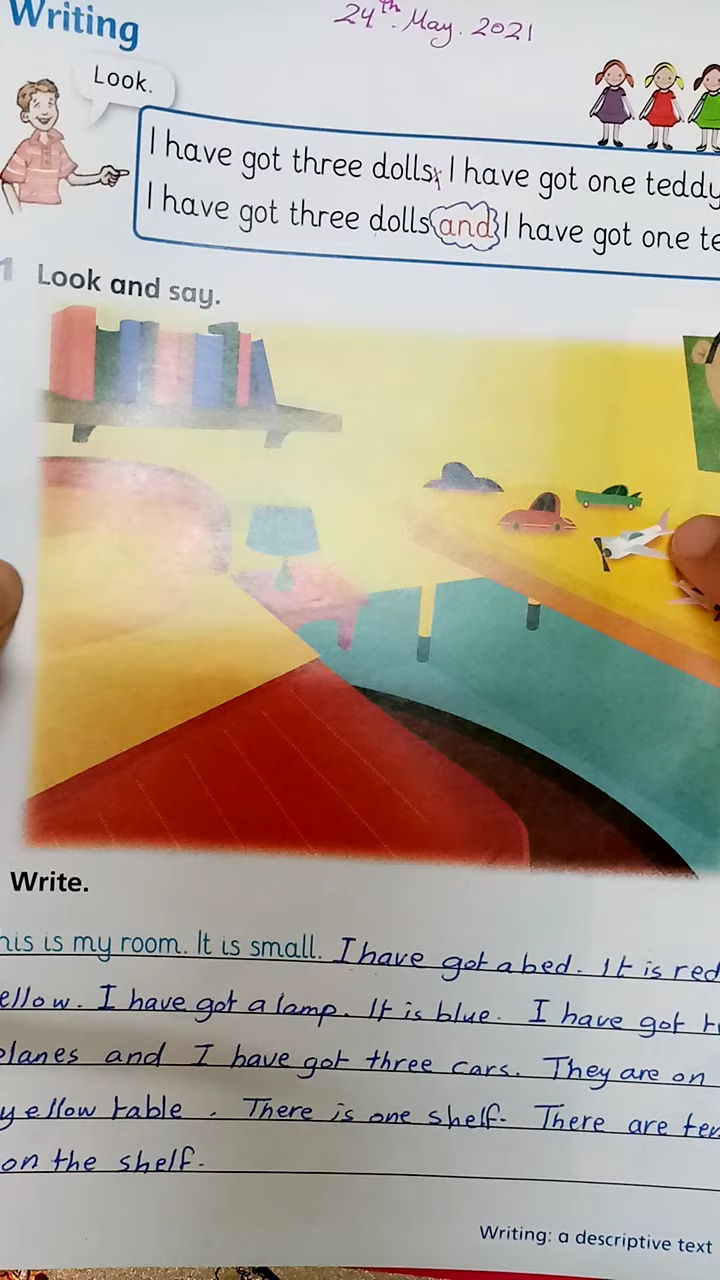 Writing
24th. May. 2021
Look.
I have got three dolls, I have got one teddy
I have got three dolls and I have got one te
1 Look and say.
Write.
his is my room. It is small. I have got a bed. It is red
ellow. I have got a lamp. It is blue. I have got
planes and I have got three cars. They are on
yellow table. There is one shelf. There are ten
on the shelf.
Writing: a descriptive text